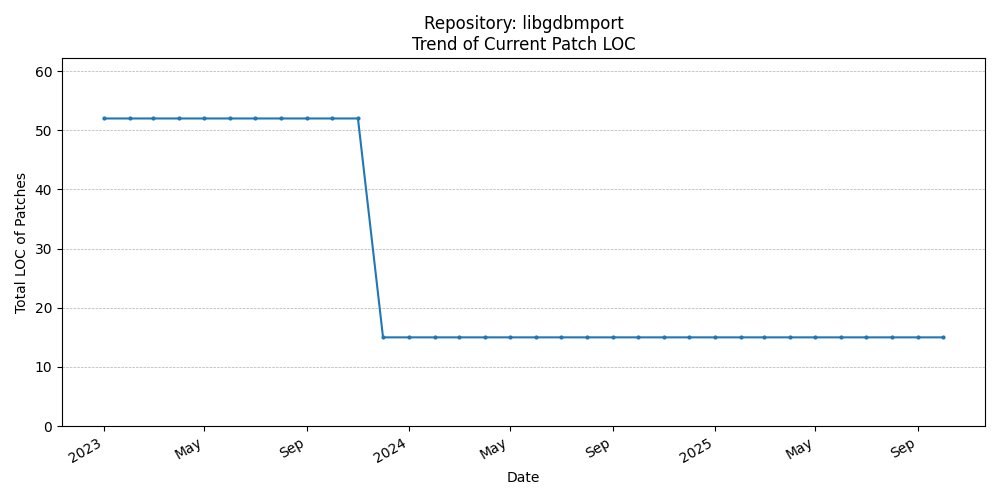 Repository: libgdbmport
Trend of Current Patch LOC
Total LOC of Patches
60
50
40
30
20
10
0
2023
May
Sep
2024
May
Sep
2025
May
Sep
Date